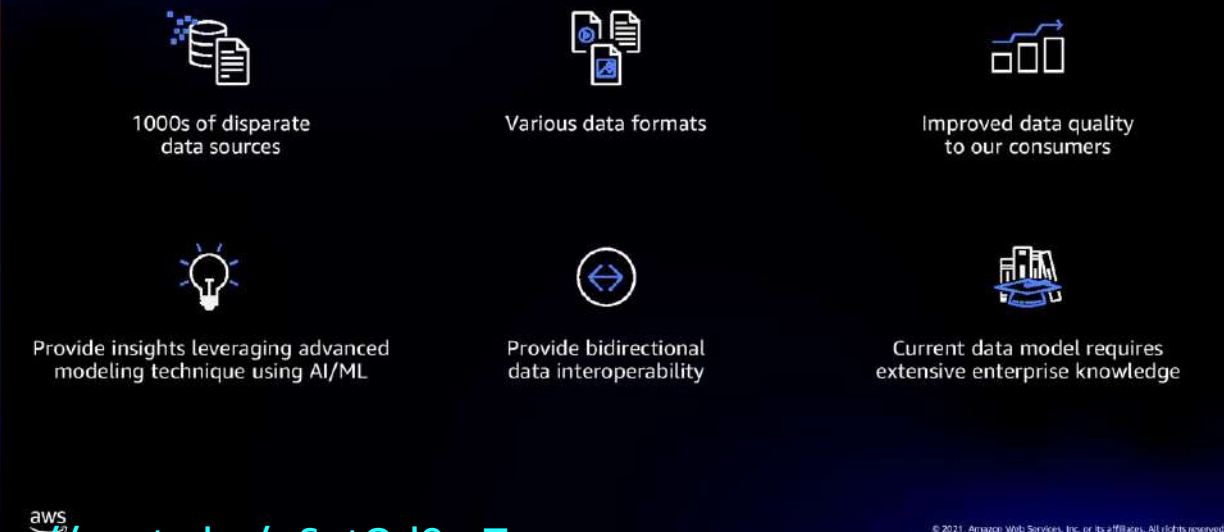 1000s of disparate
data sources
Various data formats
Improved data quality
to our consumers
Provide insights leveraging advanced
modeling technique using AI/ML
Provide bidirectional
data interoperability
Current data model requires
extensive enterprise knowledge
aws
© 2021, Amazon Web Services, Inc. or its affiliates. All rights reserved